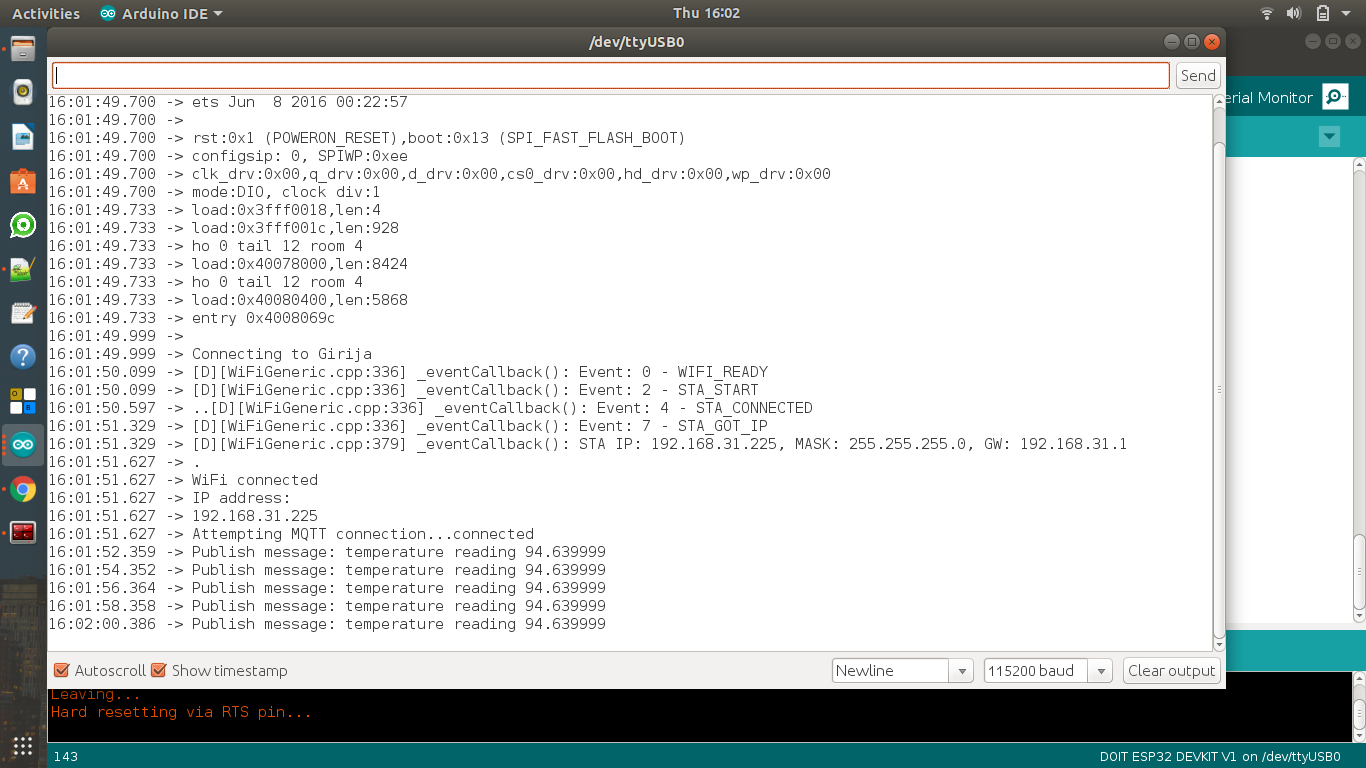 Activities Arduino IDE Thu 16:02
/dev/ttyUSB0
Send
erial Monitor
16:01:49.700 -> ets Jun  8 2016 00:22:57
16:01:49.700 ->
16:01:49.700 -> rst:0x1 (POWERON_RESET),boot:0x13 (SPI_FAST_FLASH_BOOT)
16:01:49.700 -> configsip: 0, SPIWP:0xee
16:01:49.700 -> clk_drv:0x00,q_drv:0x00,d_drv:0x00,cs0_drv:0x00,hd_drv:0x00,wp_drv:0x00
16:01:49.700 -> mode:DIO, clock div:1
16:01:49.733 -> load:0x3fff0018,len:4
16:01:49.733 -> load:0x3fff001c,len:928
16:01:49.733 -> ho 0 tail 12 room 4
16:01:49.733 -> load:0x40078000,len:8424
16:01:49.733 -> ho 0 tail 12 room 4
16:01:49.733 -> load:0x40080400,len:5868
16:01:49.733 -> entry 0x4008069c
16:01:49.999 ->
16:01:49.999 -> Connecting to Girija
16:01:50.099 -> [D][WiFiGeneric.cpp:336] _eventCallback(): Event: 0 - WIFI_READY
16:01:50.099 -> [D][WiFiGeneric.cpp:336] _eventCallback(): Event: 2 - STA_START
16:01:50.597 -> ..[D][WiFiGeneric.cpp:336] _eventCallback(): Event: 4 - STA_CONNECTED
16:01:51.329 -> [D][WiFiGeneric.cpp:336] _eventCallback(): Event: 7 - STA_GOT_IP
16:01:51.329 -> [D][WiFiGeneric.cpp:379] _eventCallback(): STA IP: 192.168.31.225, MASK: 255.255.255.0, GW: 192.168.31.1
16:01:51.627 -> .
16:01:51.627 -> WiFi connected
16:01:51.627 -> IP address:
16:01:51.627 -> 192.168.31.225
16:01:51.627 -> Attempting MQTT connection...connected
16:01:52.359 -> Publish message: temperature reading 94.639999
16:01:54.352 -> Publish message: temperature reading 94.639999
16:01:56.364 -> Publish message: temperature reading 94.639999
16:01:58.358 -> Publish message: temperature reading 94.639999
16:02:00.386 -> Publish message: temperature reading 94.639999
Autoscroll Show timestamp Newline 115200 baud Clear output
Leaving...
Hard resetting via RTS pin...
143 DOIT ESP32 DEVKIT V1 on /dev/ttyUSB0